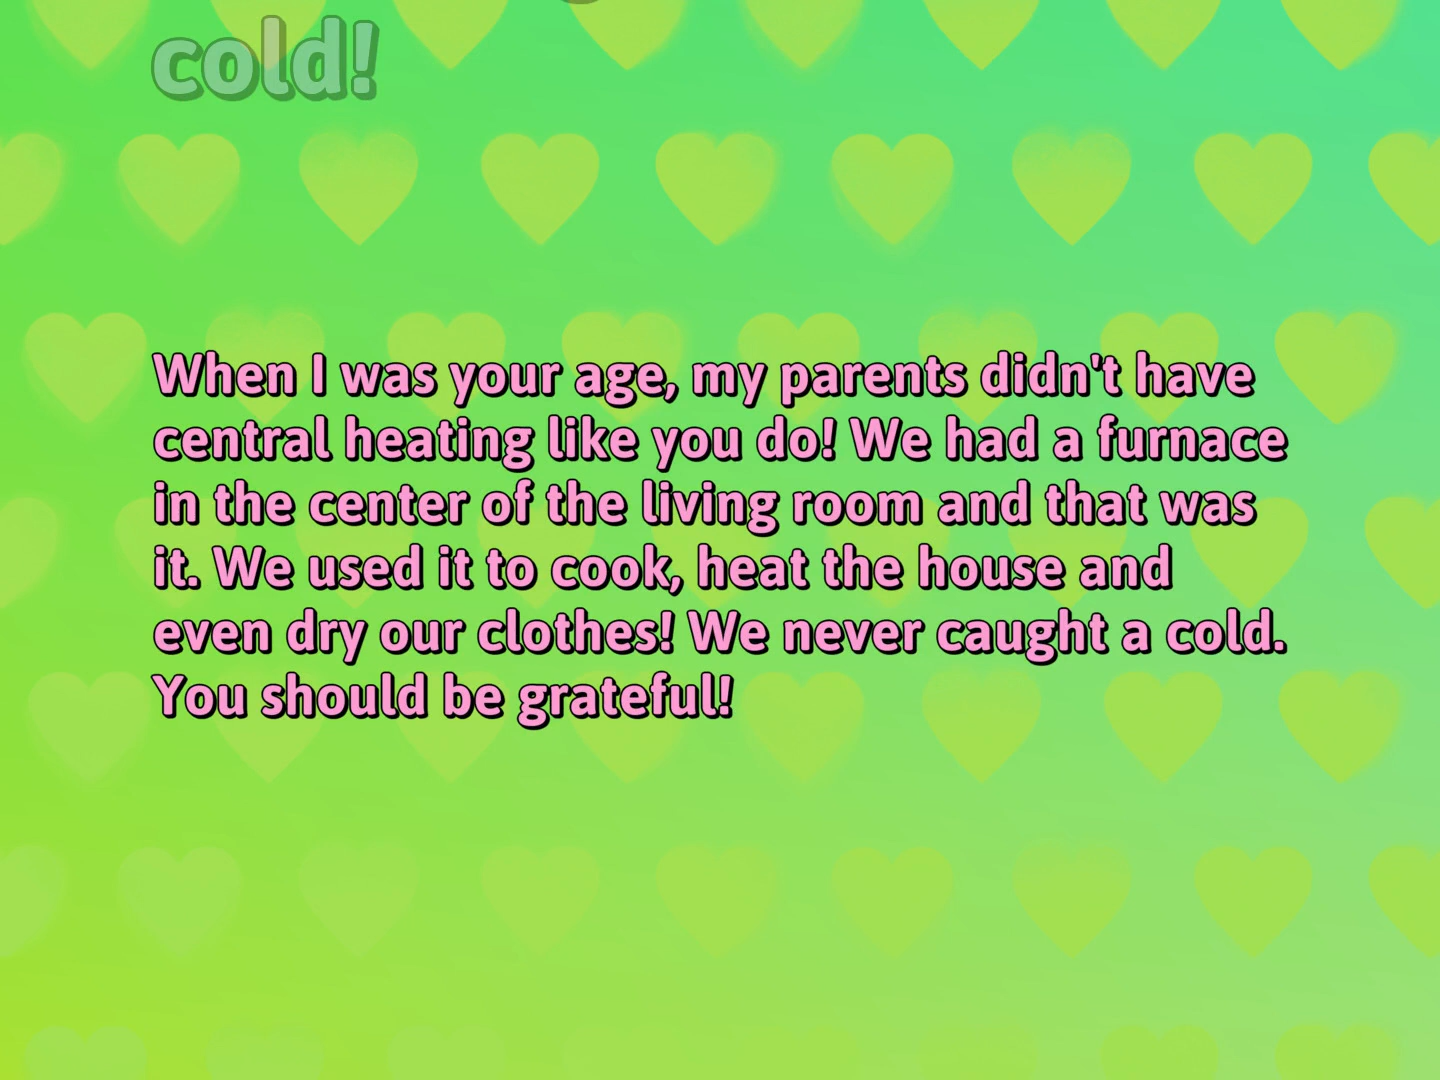 cold!
When I was your age, my parents didn't have
central heating like you do! We had a furnace
in the center of the living room and that was
it. We used it to cook, heat the house and
even dry our clothes! We never caught a cold.
You should be grateful!